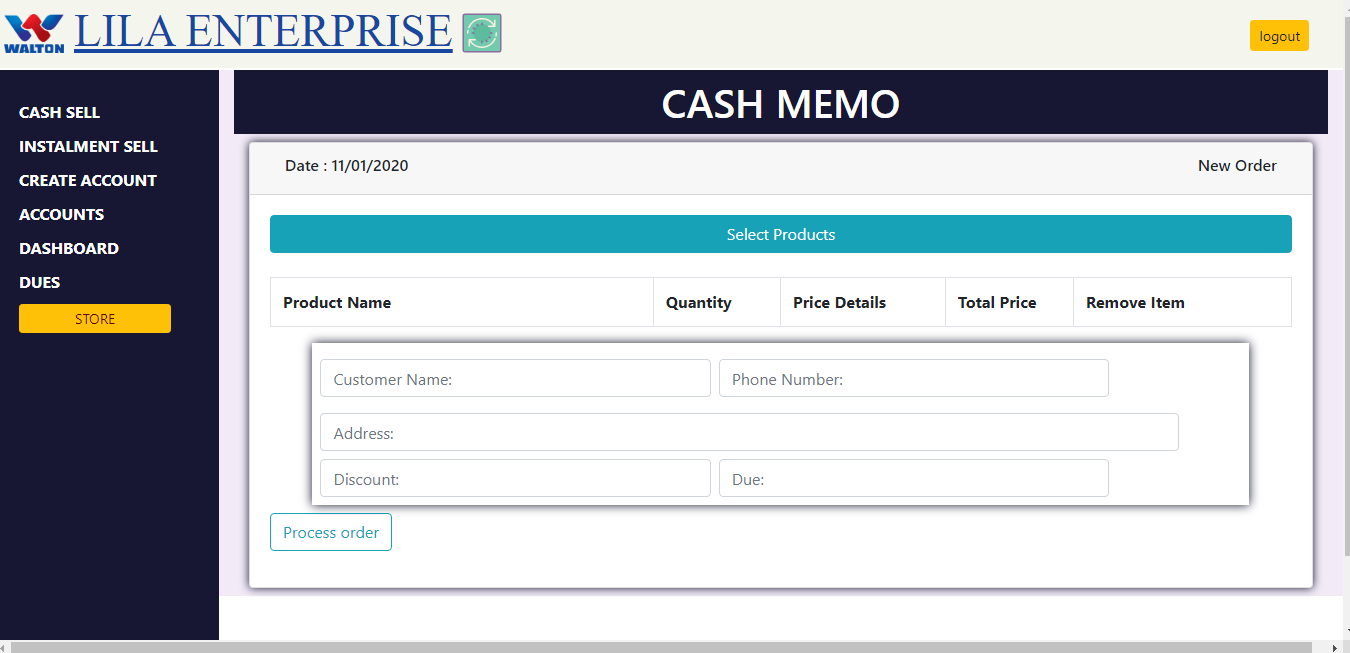 WALTON LILA ENTERPRISE logout
CASH SELL
INSTALMENT SELL
CREATE ACCOUNT
ACCOUNTS
DASHBOARD
DUES
STORE
CASH MEMO
Date : 11/01/2020 New Order
Select Products
Product Name Quantity Price Details Total Price Remove Item
Customer Name: Phone Number:
Address:
Discount: Due:
Process order